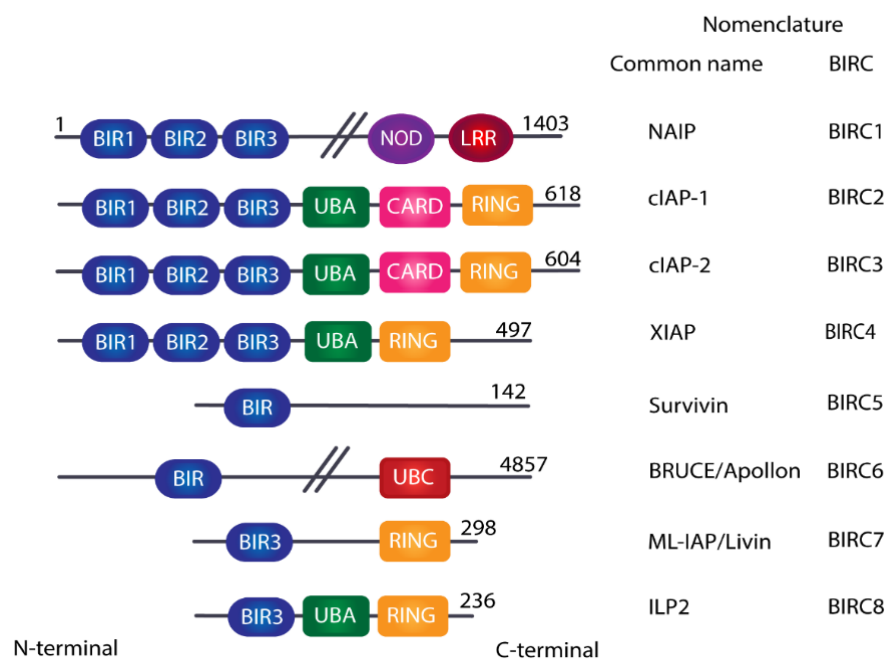 Nomenclature
Common name BIRC
1 BIR1 BIR2 BIR3 NOD LRR 1403 NAIP BIRC1
BIR1 BIR2 BIR3 UBA CARD RING 618 cIAP-1 BIRC2
BIR1 BIR2 BIR3 UBA CARD RING 604 cIAP-2 BIRC3
BIR1 BIR2 BIR3 UBA RING 497 XIAP BIRC4
BIR 142 Survivin BIRC5
BIR UBC 4857 BRUCE/Apollon BIRC6
BIR3 RING 298 ML-IAP/Livin BIRC7
BIR3 UBA RING 236 ILP2 BIRC8
N-terminal C-terminal